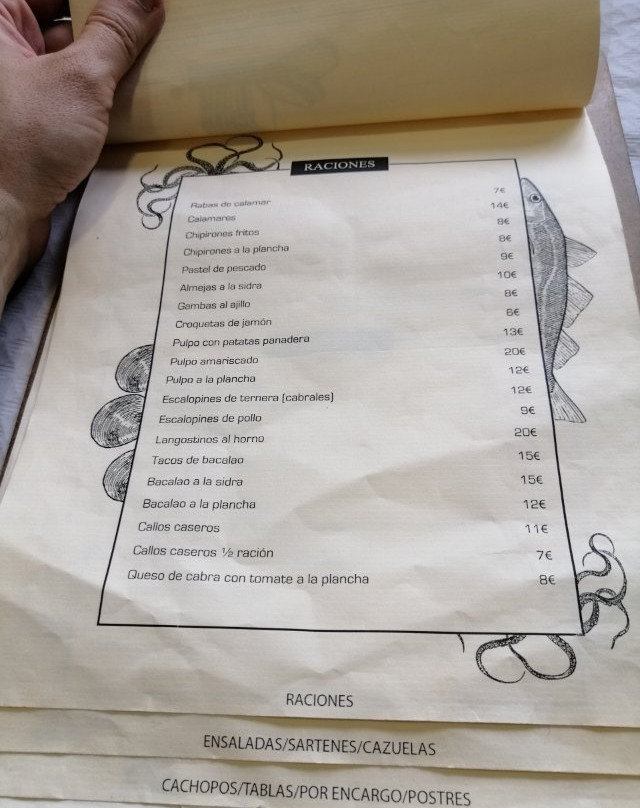 RACIONES
Rabas de calamar 7€
Calamares 14€
Chipirones fritos 8€
Chipirones a la plancha 8€
Pastel de pescado 9€
Almejas a la sidra 10€
Gambas al ajillo 8€
Croquetas de jamón 6€
Pulpo con patatas panadera 13€
Pulpo amariscado 20€
Pulpo a la plancha 12€
Escalopines de ternera (cabrales) 12€
Escalopines de pollo 9€
Langostinos al horno 20€
Tacos de bacalao 15€
Bacalao a la sidra 15€
Bacalao a la plancha 12€
Callos caseros 11€
Callos caseros ½ ración 7€
Queso de cabra con tomate a la plancha 8€
RACIONES
ENSALADAS/SARTENES/CAZUELAS
CACHOPOS/TABLAS/POR ENCARGO/POSTRES